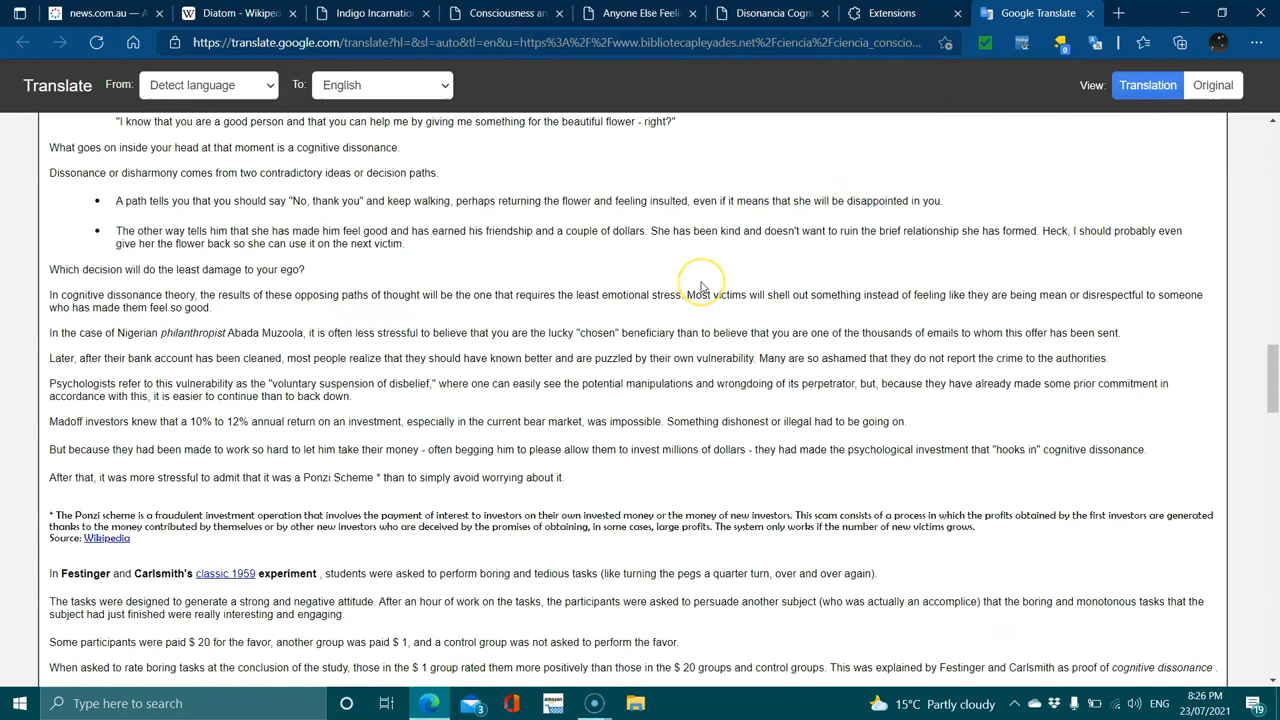 news.com.au — A
Diatom - Wikiped
Indigo Incarnation
Consciousness an
Anyone Else Feeli
Disonancia Cogni
Extensions
Google Translate
https://translate.google.com/translate?hl=&sl=auto&tl=en&u=https%3A%2F%2Fwww.bibliotecapleyades.net%2Fciencia%2Fciencia_conscio...
0
Translate From: Detect language To: English View: Translation Original
"I know that you are a good person and that you can help me by giving me something for the beautiful flower - right?"
What goes on inside your head at that moment is a cognitive dissonance.
Dissonance or disharmony comes from two contradictory ideas or decision paths.
• A path tells you that you should say "No, thank you" and keep walking, perhaps returning the flower and feeling insulted, even if it means that she will be disappointed in you.
• The other way tells him that she has made him feel good and has earned his friendship and a couple of dollars. She has been kind and doesn't want to ruin the brief relationship she has formed. Heck, I should probably even
give her the flower back so she can use it on the next victim.
Which decision will do the least damage to your ego?
In cognitive dissonance theory, the results of these opposing paths of thought will be the one that requires the least emotional stress. Most victims will shell out something instead of feeling like they are being mean or disrespectful to someone
who has made them feel so good.
In the case of Nigerian philanthropist Abada Muzoola, it is often less stressful to believe that you are the lucky "chosen" beneficiary than to believe that you are one of the thousands of emails to whom this offer has been sent.
Later, after their bank account has been cleaned, most people realize that they should have known better and are puzzled by their own vulnerability. Many are so ashamed that they do not report the crime to the authorities.
Psychologists refer to this vulnerability as the "voluntary suspension of disbelief," where one can easily see the potential manipulations and wrongdoing of its perpetrator, but, because they have already made some prior commitment in
accordance with this, it is easier to continue than to back down.
Madoff investors knew that a 10% to 12% annual return on an investment, especially in the current bear market, was impossible. Something dishonest or illegal had to be going on.
But because they had been made to work so hard to let him take their money - often begging him to please allow them to invest millions of dollars - they had made the psychological investment that "hooks in" cognitive dissonance.
After that, it was more stressful to admit that it was a Ponzi Scheme * than to simply avoid worrying about it.
* The Ponzi scheme is a fraudulent investment operation that involves the payment of interest to investors on their own invested money or the money of new investors. This scam consists of a process in which the profits obtained by the first investors are generated
thanks to the money contributed by themselves or by other new investors who are deceived by the promises of obtaining, in some cases, large profits. The system only works if the number of new victims grows.
Source: Wikipedia
In Festinger and Carlsmith's classic 1959 experiment , students were asked to perform boring and tedious tasks (like turning the pegs a quarter turn, over and over again).
The tasks were designed to generate a strong and negative attitude. After an hour of work on the tasks, the participants were asked to persuade another subject (who was actually an accomplice) that the boring and monotonous tasks that the
subject had just finished were really interesting and engaging.
Some participants were paid $ 20 for the favor, another group was paid $ 1, and a control group was not asked to perform the favor.
When asked to rate boring tasks at the conclusion of the study, those in the $ 1 group rated them more positively than those in the $ 20 groups and control groups. This was explained by Festinger and Carlsmith as proof of cognitive dissonance .
Type here to search
3
amazon
15°C Partly cloudy
ENG
8:26 PM
23/07/2021
19